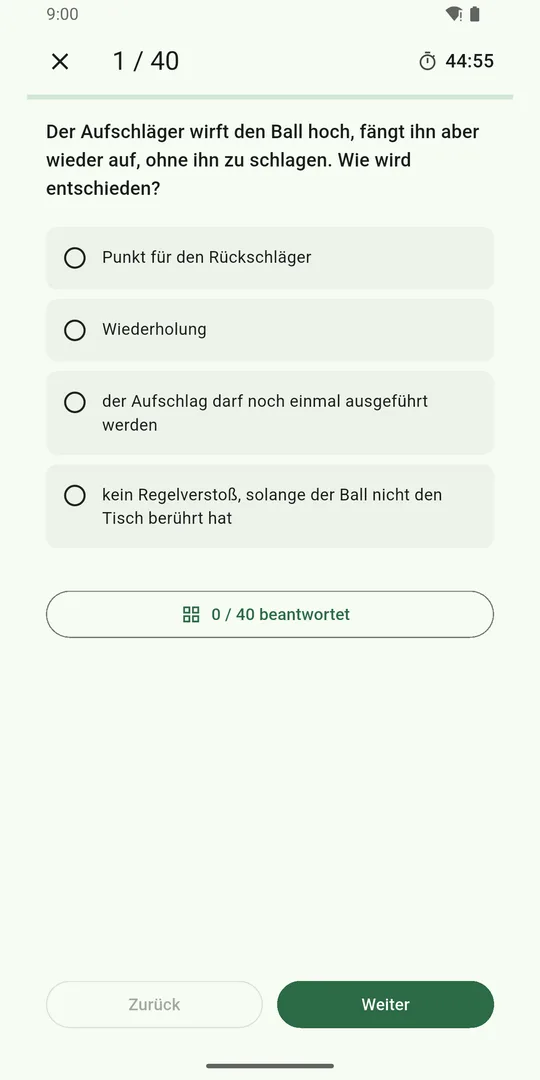 9:00
1 / 40
44:55
Der Aufschläger wirft den Ball hoch, fängt ihn aber
wieder auf, ohne ihn zu schlagen. Wie wird
entschieden?
Punkt für den Rückschläger
Wiederholung
der Aufschlag darf noch einmal ausgeführt
werden
kein Regelverstoß, solange der Ball nicht den
Tisch berührt hat
0 / 40 beantwortet
Zurück
Weiter